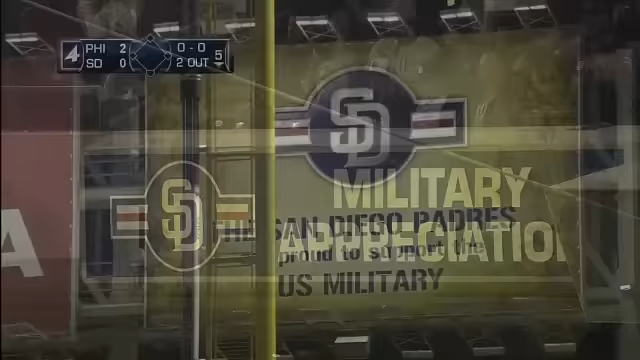 4 PHI 2 0 - 0 5
SD 0 2 OUT
SD
SD
MILITARY
THE SAN DIEGO PADRES
APPRECIATION
proud to support the
US MILITARY
A